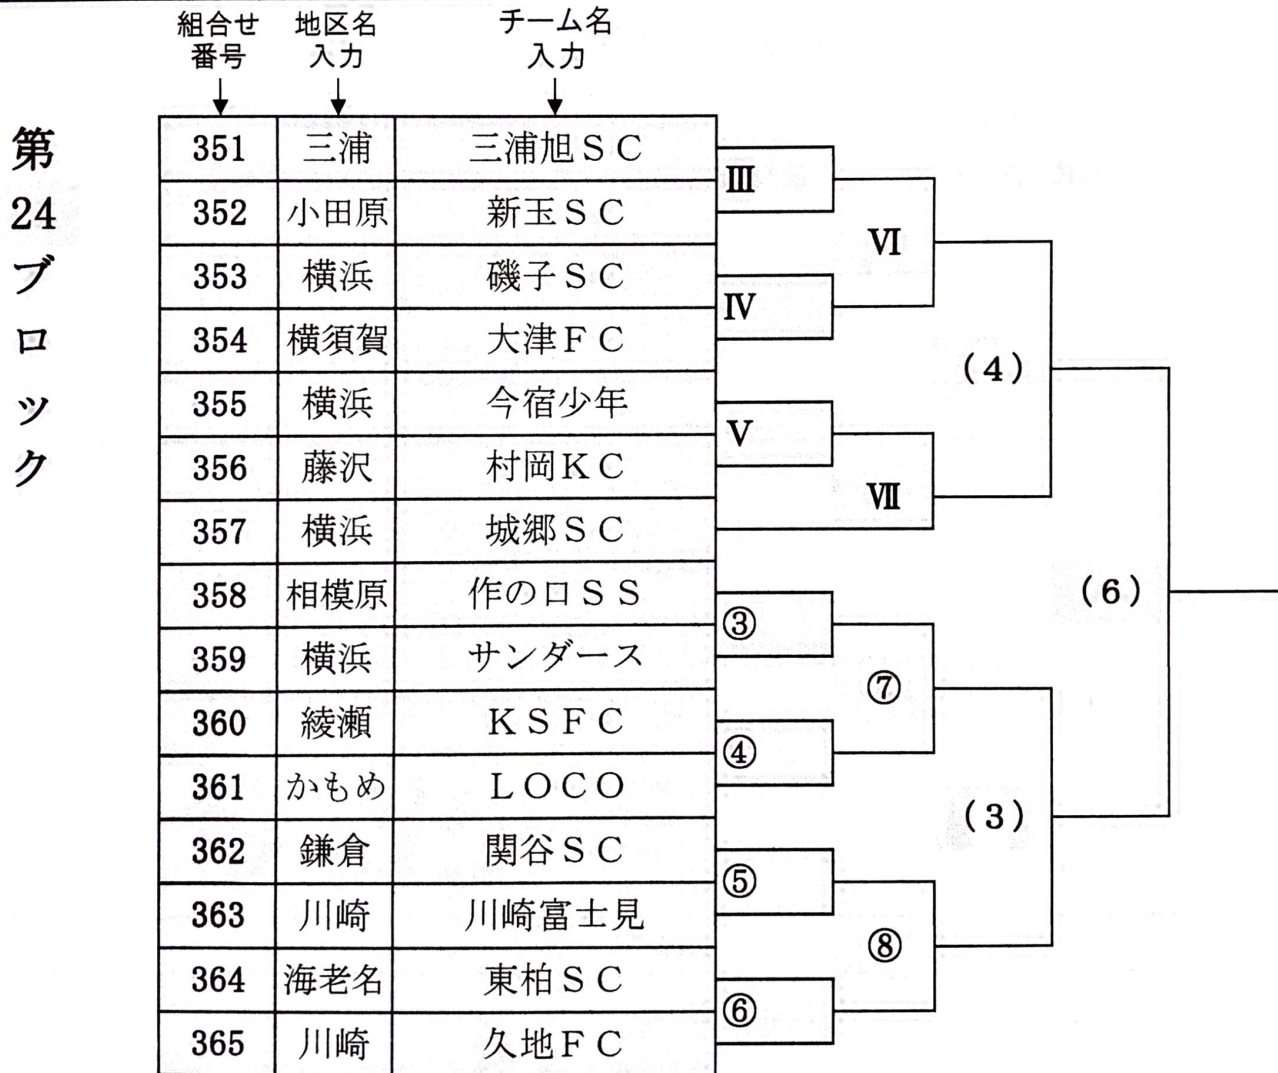 組合せ 地区名 チーム名
番号 入力 入力
第24ブロック
351 三浦 三浦旭ＳＣ
Ⅲ
352 小田原 新玉ＳＣ
Ⅵ
353 横浜 磯子ＳＣ
Ⅳ
354 横須賀 大津ＦＣ
(4)
355 横浜 今宿少年
Ⅴ
356 藤沢 村岡ＫＣ
Ⅶ
357 横浜 城郷ＳＣ
358 相模原 作の口ＳＳ
(6)
③
359 横浜 サンダース
⑦
360 綾瀬 ＫＳＦＣ
④
361 かもめ ＬＯＣＯ
(3)
362 鎌倉 関谷ＳＣ
⑤
363 川崎 川崎富士見
⑧
364 海老名 東柏ＳＣ
⑥
365 川崎 久地ＦＣ